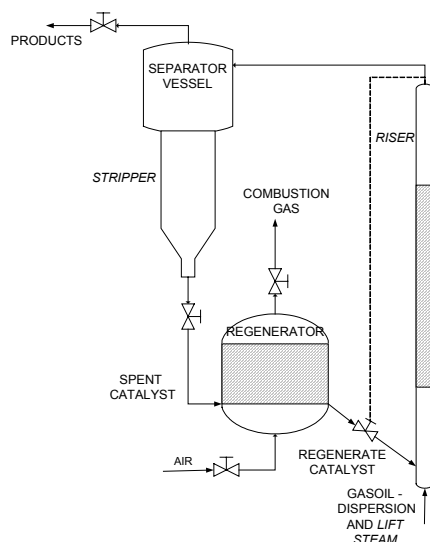 PRODUCTS
SEPARATOR
VESSEL
RISER
STRIPPER
COMBUSTION
GAS
REGENERATOR
SPENT
CATALYST
AIR
REGENERATE
CATALYST
GASOIL -
DISPERSION
AND LIFT
STEAM